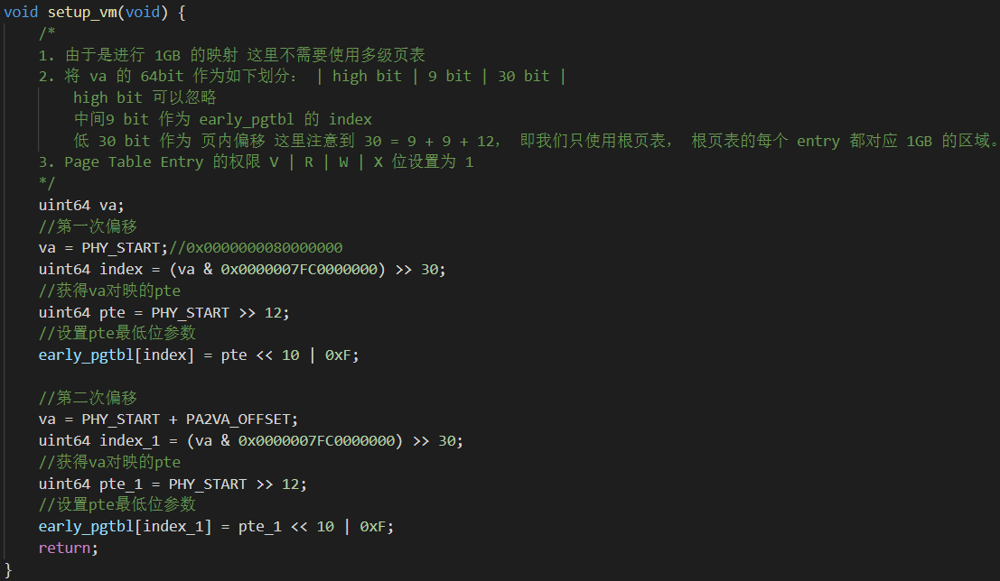 void setup_vm(void) {
    /*
    1. 由于是进行 1GB 的映射 这里不需要使用多级页表
    2. 将 va 的 64bit 作为如下划分： | high bit | 9 bit | 30 bit |
        high bit 可以忽略
        中间9 bit 作为 early_pgtbl 的 index
        低 30 bit 作为 页内偏移 这里注意到 30 = 9 + 9 + 12， 即我们只使用根页表， 根页表的每个 entry 都对应 1GB 的区域。
    3. Page Table Entry 的权限 V | R | W | X 位设置为 1
    */
    uint64 va;
    //第一次偏移
    va = PHY_START;//0x0000000080000000
    uint64 index = (va & 0x0000007FC0000000) >> 30;
    //获得va对映的pte
    uint64 pte = PHY_START >> 12;
    //设置pte最低位参数
    early_pgtbl[index] = pte << 10 | 0xF;

    //第二次偏移
    va = PHY_START + PA2VA_OFFSET;
    uint64 index_1 = (va & 0x0000007FC0000000) >> 30;
    //获得va对映的pte
    uint64 pte_1 = PHY_START >> 12;
    //设置pte最低位参数
    early_pgtbl[index_1] = pte_1 << 10 | 0xF;
    return;
}